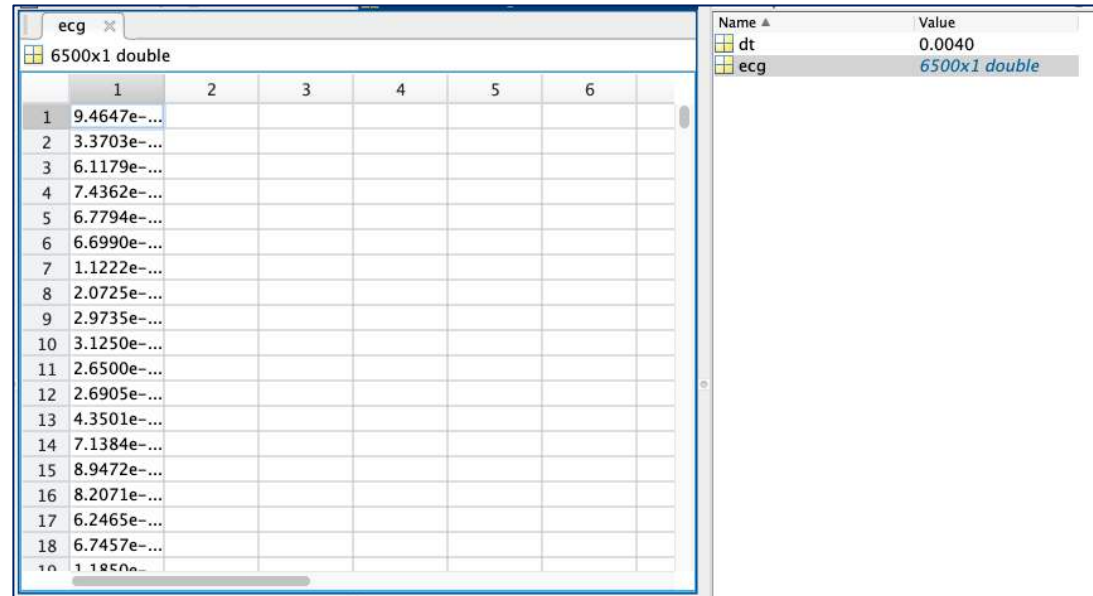 ecg
6500x1 double
1 2 3 4 5 6
1 9.4647e-...
2 3.3703e-...
3 6.1179e-...
4 7.4362e-...
5 6.7794e-...
6 6.6990e-...
7 1.1222e-...
8 2.0725e-...
9 2.9735e-...
10 3.1250e-...
11 2.6500e-...
12 2.6905e-...
13 4.3501e-...
14 7.1384e-...
15 8.9472e-...
16 8.2071e-...
17 6.2465e-...
18 6.7457e-...
Name Value
dt 0.0040
ecg 6500x1 double